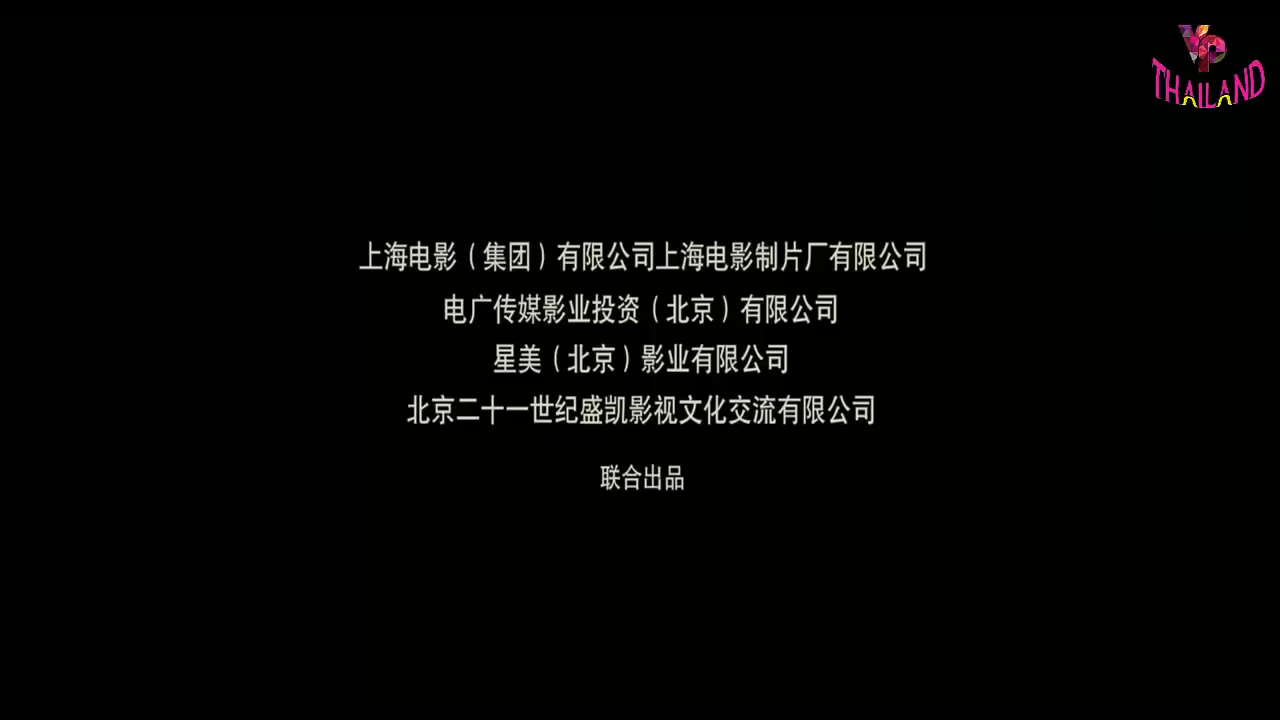 VP
THAILAND
上海电影（集团）有限公司上海电影制片厂有限公司
电广传媒影业投资（北京）有限公司
星美（北京）影业有限公司
北京二十一世纪盛凯影视文化交流有限公司
联合出品